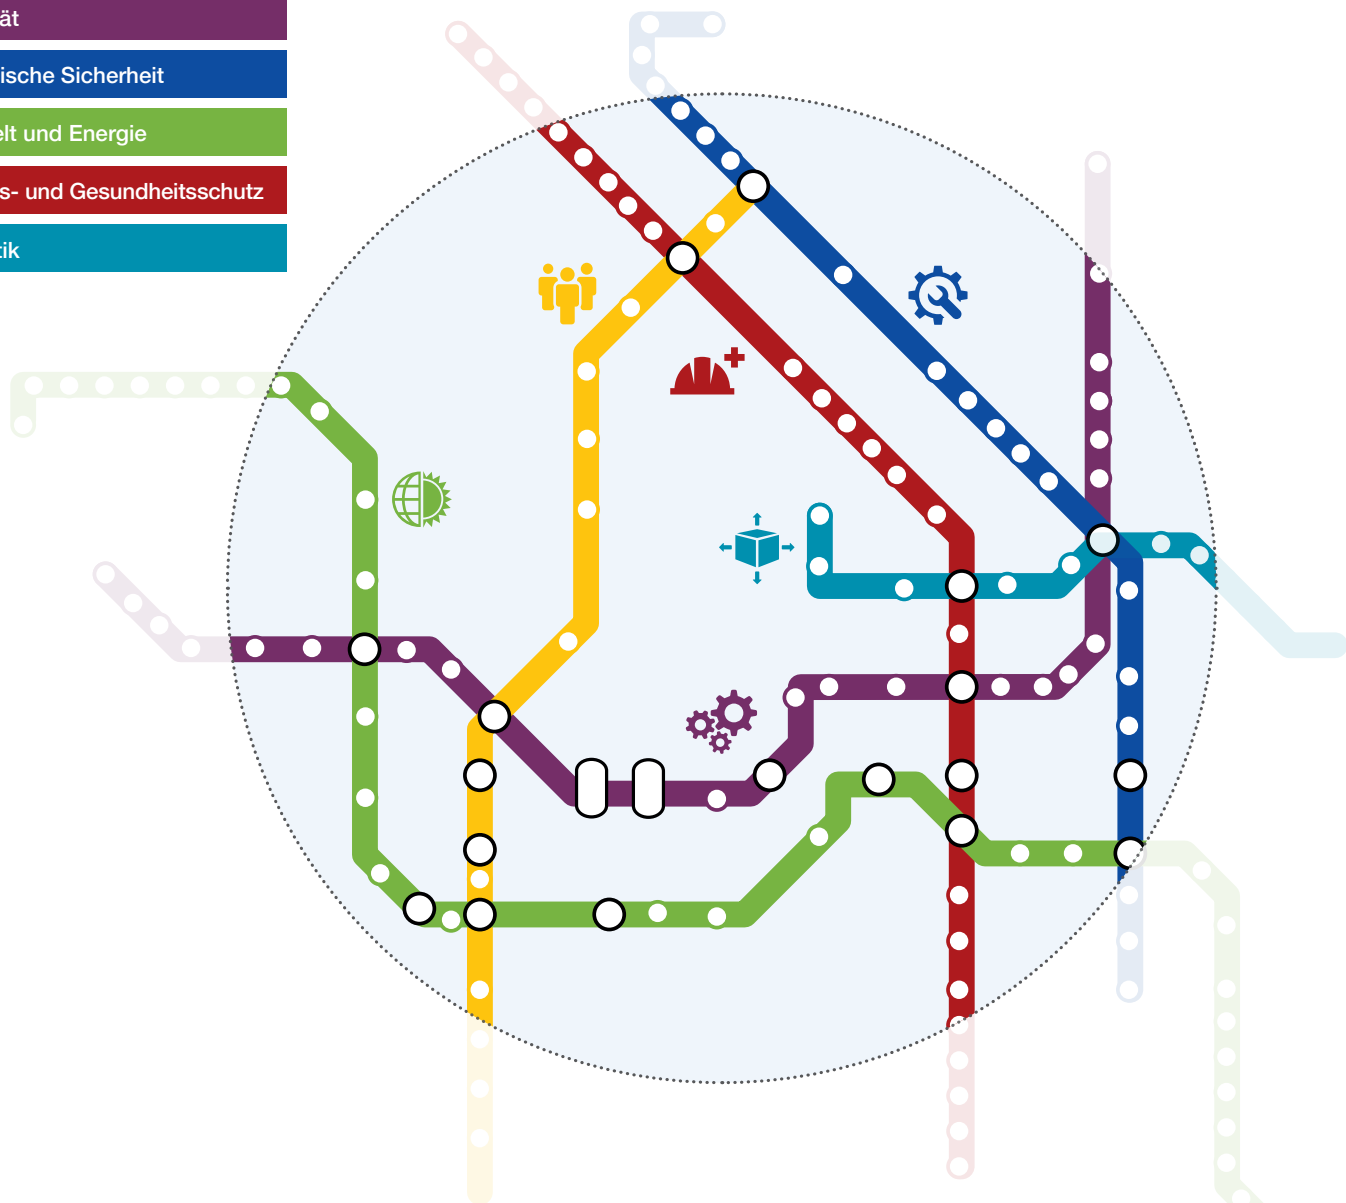 ät
ische Sicherheit
elt und Energie
s- und Gesundheitsschutz
tik